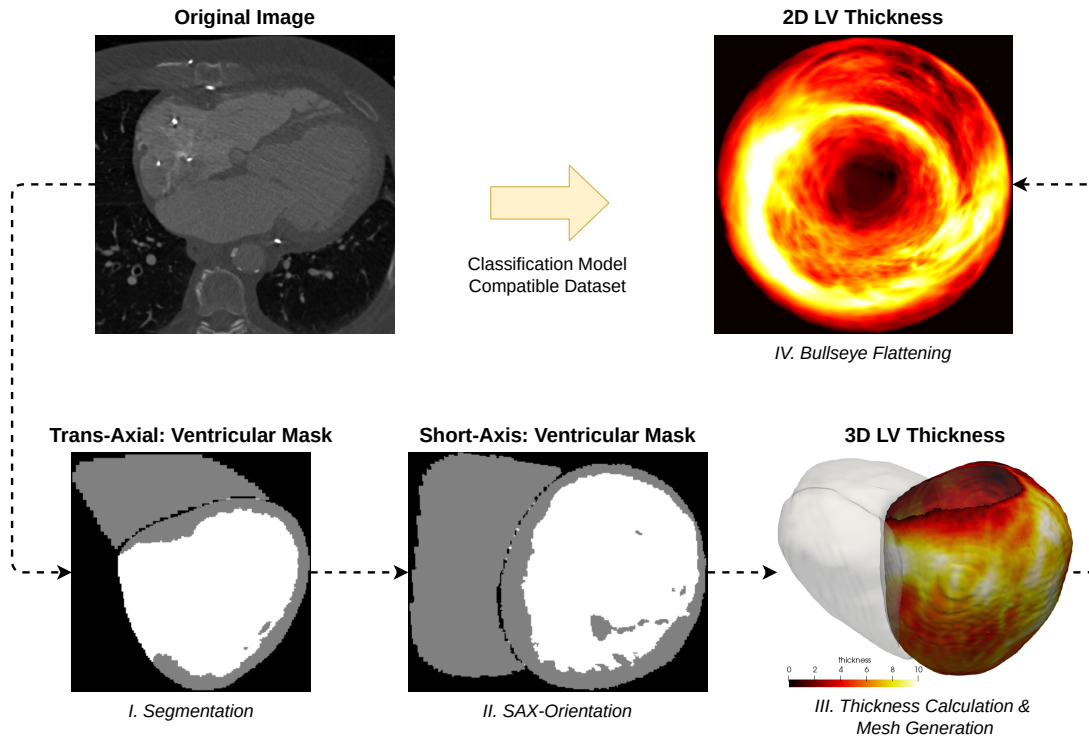 Original Image
2D LV Thickness
Classification Model
Compatible Dataset
IV. Bullseye Flattening
Trans-Axial: Ventricular Mask
Short-Axis: Ventricular Mask
3D LV Thickness
thickness
0 2 4 6 8 10
I. Segmentation
II. SAX-Orientation
III. Thickness Calculation &
Mesh Generation